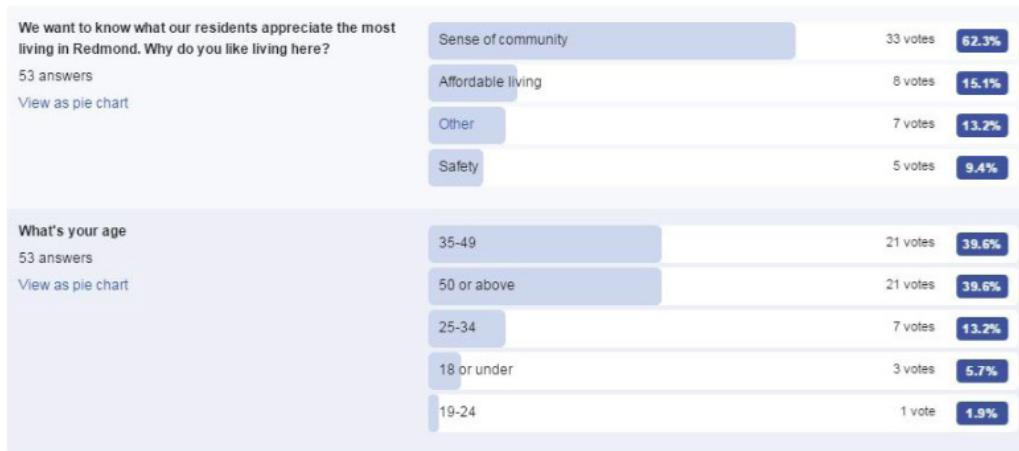 We want to know what our residents appreciate the most
living in Redmond. Why do you like living here?
53 answers
View as pie chart
Sense of community 33 votes 62.3%
Affordable living 8 votes 15.1%
Other 7 votes 13.2%
Safety 5 votes 9.4%
What's your age
53 answers
View as pie chart
35-49 21 votes 39.6%
50 or above 21 votes 39.6%
25-34 7 votes 13.2%
18 or under 3 votes 5.7%
19-24 1 vote 1.9%